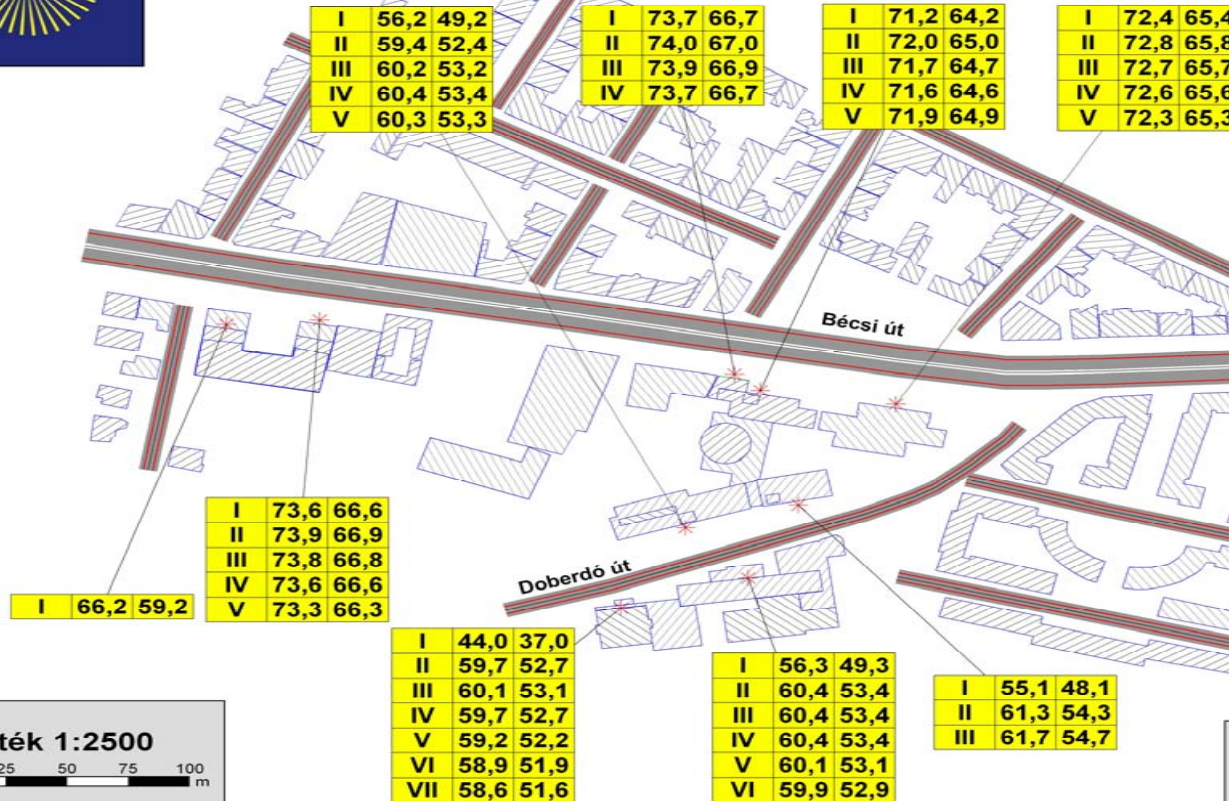 I 56,2 49,2
II 59,4 52,4
III 60,2 53,2
IV 60,4 53,4
V 60,3 53,3
I 73,7 66,7
II 74,0 67,0
III 73,9 66,9
IV 73,7 66,7
I 71,2 64,2
II 72,0 65,0
III 71,7 64,7
IV 71,6 64,6
V 71,9 64,9
I 72,4 65,4
II 72,8 65,8
III 72,7 65,7
IV 72,6 65,6
V 72,3 65,3
Bécsi út
I 73,6 66,6
II 73,9 66,9
III 73,8 66,8
IV 73,6 66,6
V 73,3 66,3
I 66,2 59,2
Doberdó út
I 44,0 37,0
II 59,7 52,7
III 60,1 53,1
IV 59,7 52,7
V 59,2 52,2
VI 58,9 51,9
VII 58,6 51,6
I 56,3 49,3
II 60,4 53,4
III 60,4 53,4
IV 60,4 53,4
V 60,1 53,1
VI 59,9 52,9
I 55,1 48,1
II 61,3 54,3
III 61,7 54,7
ték 1:2500
25 50 75 100
m